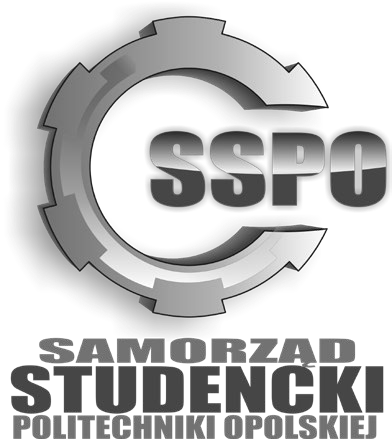 SSPO
SAMORZĄD
STUDENCKI
POLITECHNIKI OPOLSKIEJ